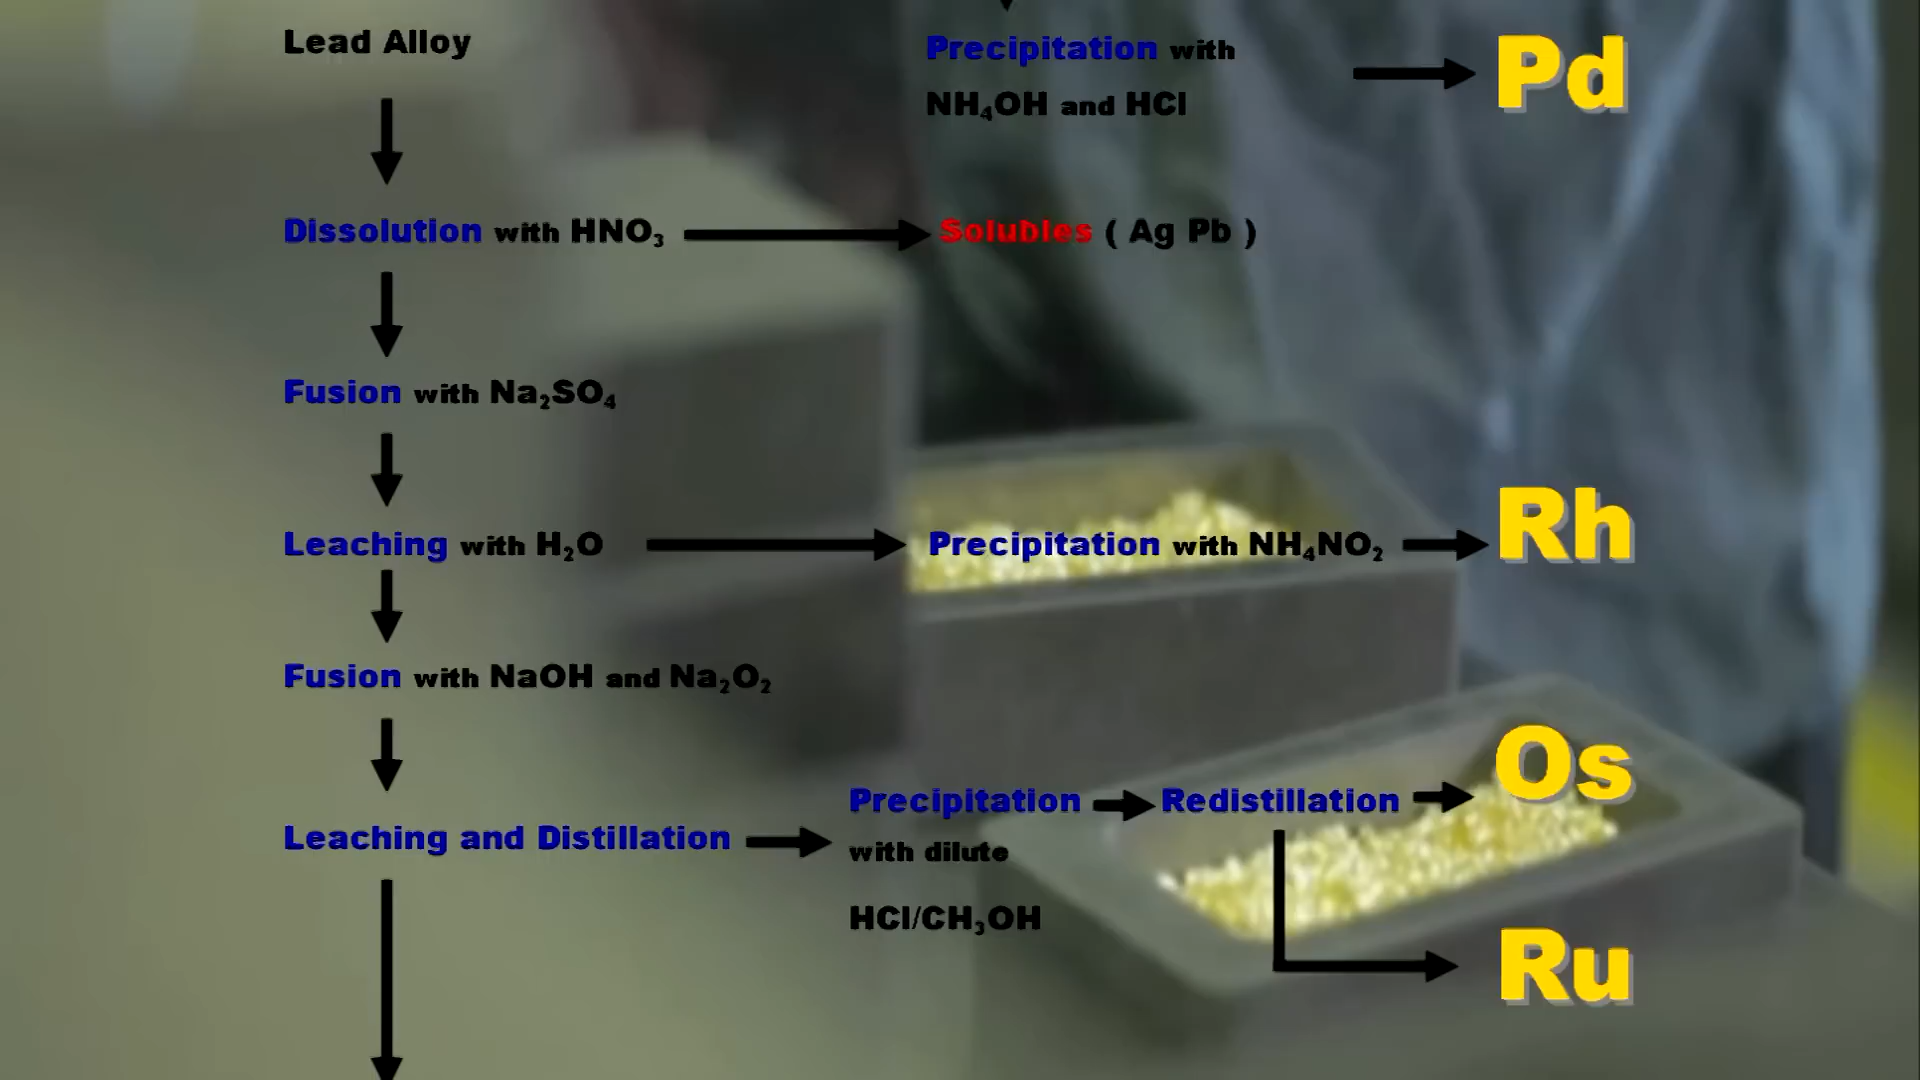 Lead Alloy
Precipitation with
NH₄OH and HCl
Pd
Dissolution with HNO₃
Solubles ( Ag Pb )
Fusion with Na₂SO₄
Leaching with H₂O
Precipitation with NH₄NO₂
Rh
Fusion with NaOH and Na₂O₂
Leaching and Distillation
Precipitation
with dilute
HCl/CH₃OH
Redistillation
Os
Ru